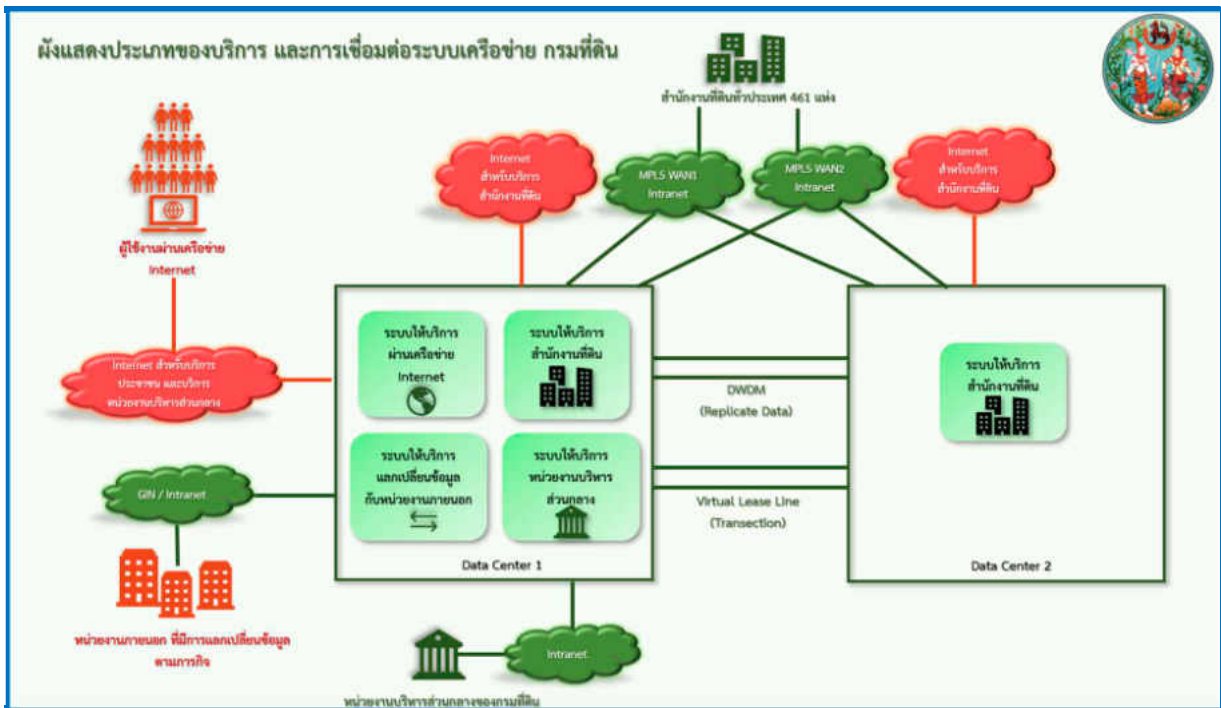 ผังแสดงประเภทของบริการ และการเชื่อมต่อระบบเครือข่าย กรมที่ดิน
สำนักงานที่ดินทั่วประเทศ 461 แห่ง
Internet
สำหรับบริการ
สำนักงานที่ดิน
MPLS WAN1
Intranet
MPLS WAN2
Intranet
Internet
สำหรับบริการ
สำนักงานที่ดิน
ผู้ใช้งานผ่านเครือข่าย
Internet
Internet สำหรับบริการ
ประชาชน และบริการ
หน่วยงานบริหารส่วนกลาง
ระบบให้บริการ
ผ่านเครือข่าย
Internet
ระบบให้บริการ
สำนักงานที่ดิน
ระบบให้บริการ
แลกเปลี่ยนข้อมูล
กับหน่วยงานภายนอก
ระบบให้บริการ
หน่วยงานบริหาร
ส่วนกลาง
Data Center 1
DWDM
(Replicate Data)
Virtual Lease Line
(Transection)
ระบบให้บริการ
สำนักงานที่ดิน
Data Center 2
GIN / Intranet
หน่วยงานภายนอก ที่มีการแลกเปลี่ยนข้อมูล
ตามภารกิจ
Intranet
หน่วยงานบริหารส่วนกลางของกรมที่ดิน